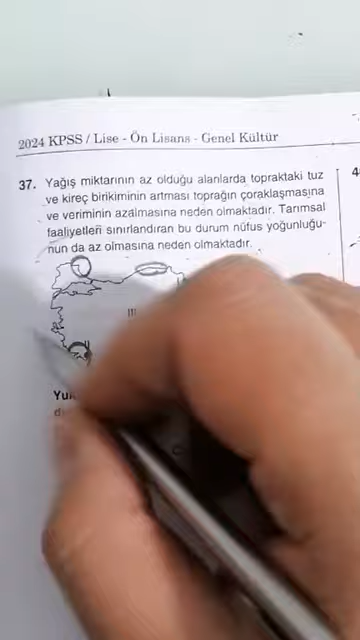 2024 KPSS / Lise - Ön Lisans - Genel Kültür
37. Yağış miktarının az olduğu alanlarda topraktaki tuz
ve kireç birikiminin artması toprağın çoraklaşmasına
ve veriminin azalmasına neden olmaktadır. Tarımsal
faaliyetleri sınırlandıran bu durum nüfus yoğunluğu-
nun da az olmasına neden olmaktadır.
III
II